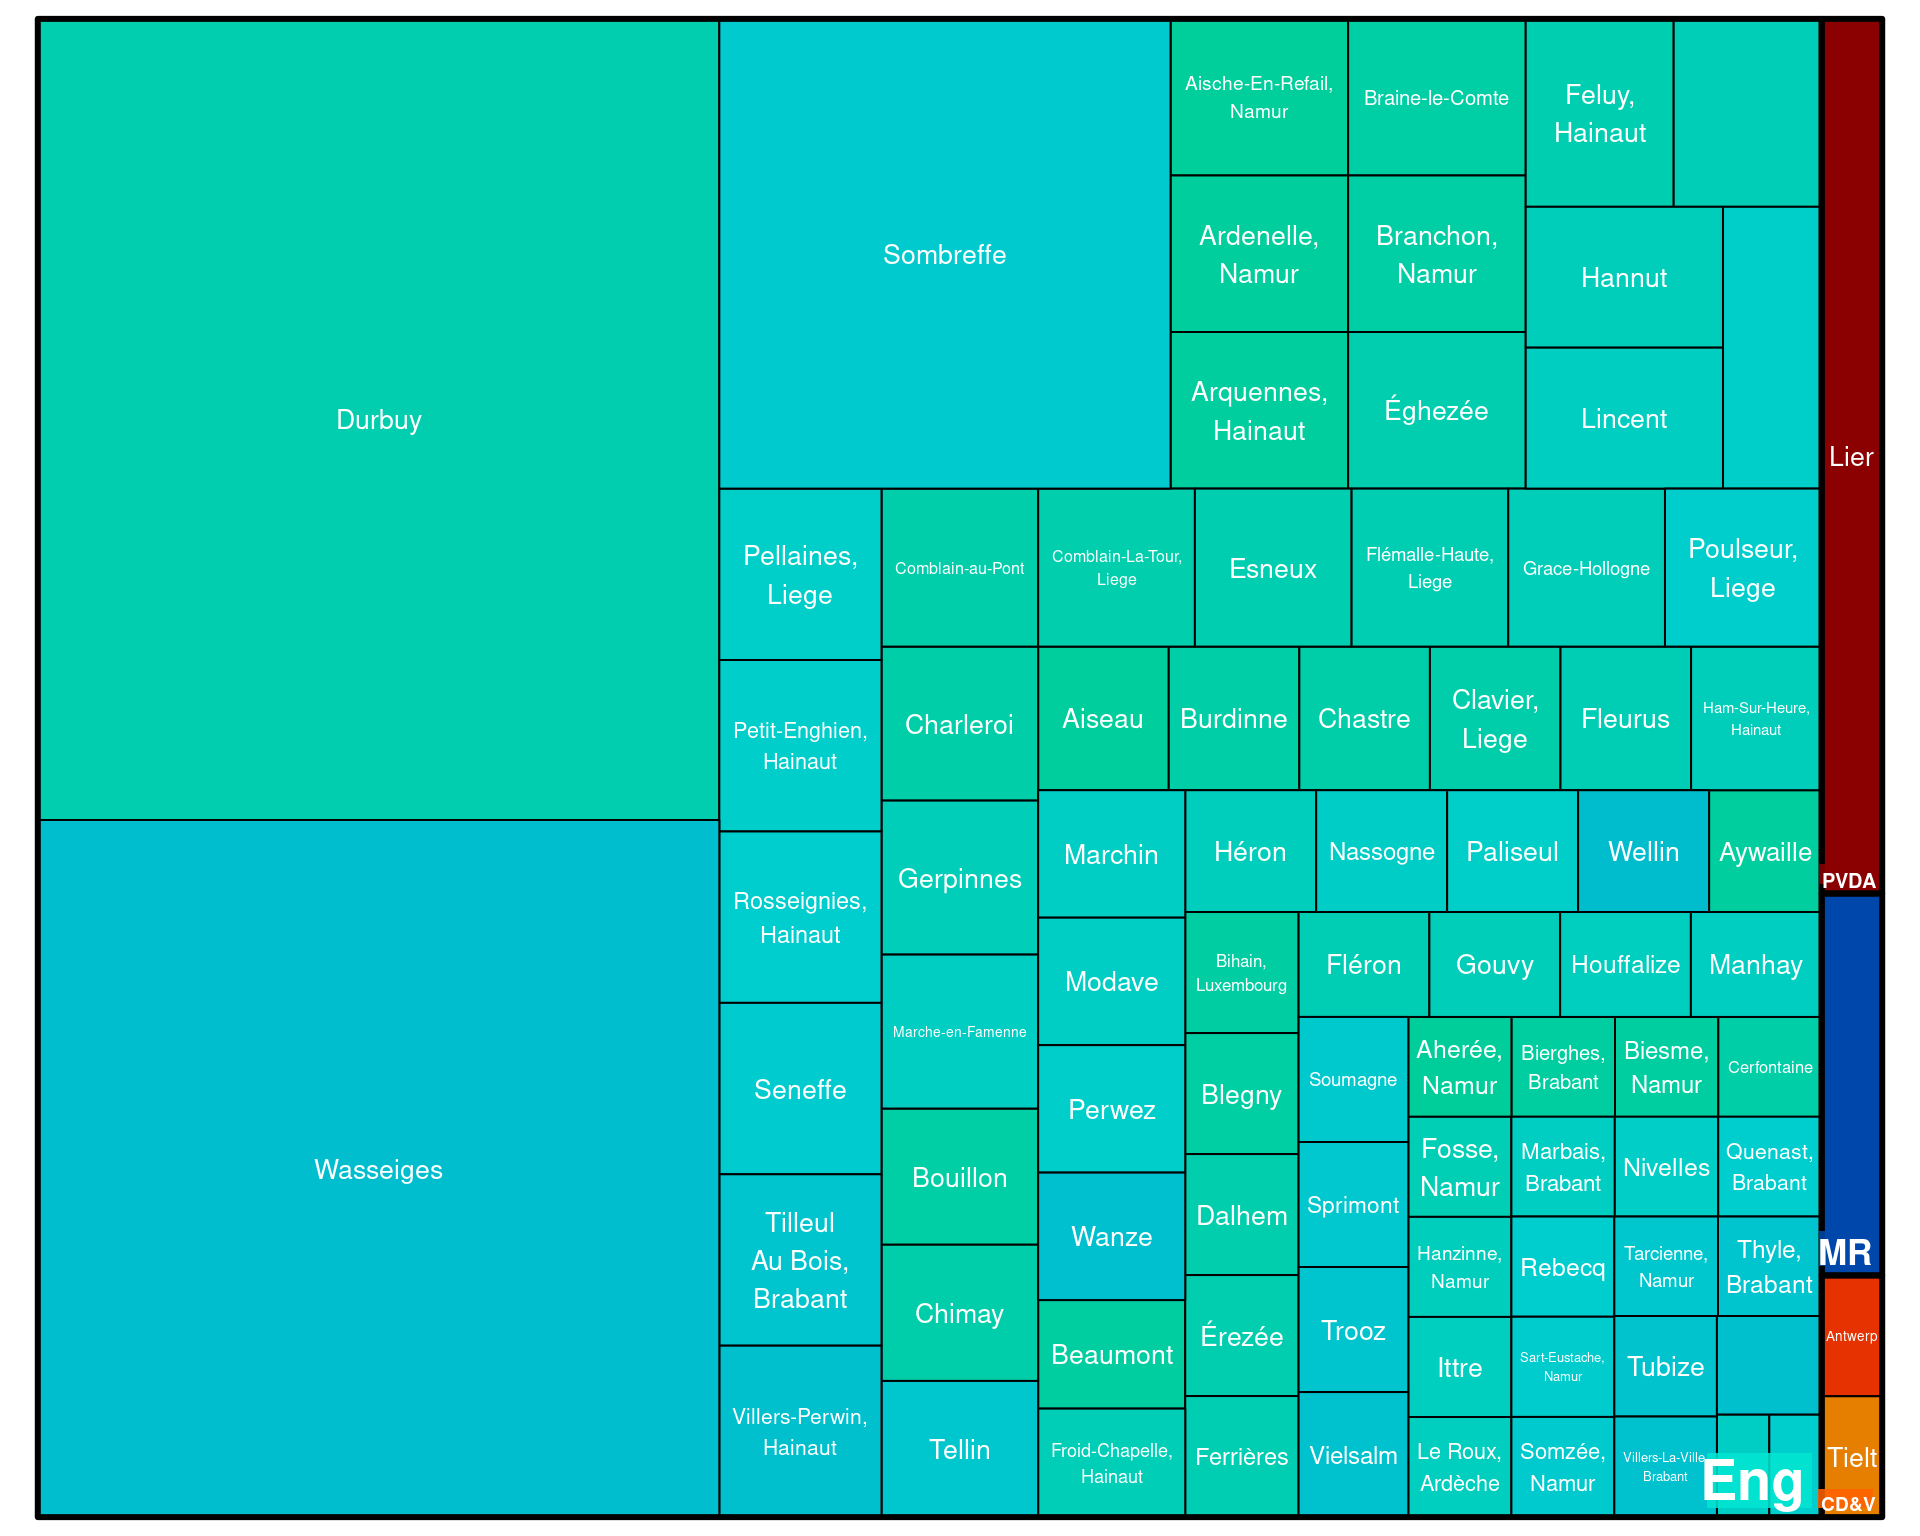 Durbuy
Wasseiges
Sombreffe
Aische-En-Refail,
Namur
Braine-le-Comte
Feluy,
Hainaut
Ardenelle,
Namur
Branchon,
Namur
Hannut
Arquennes,
Hainaut
Éghezée
Lincent
Pellaines,
Liege
Comblain-au-Pont
Comblain-La-Tour,
Liege
Esneux
Flémalle-Haute,
Liege
Grace-Hollogne
Poulseur,
Liege
Petit-Enghien,
Hainaut
Charleroi
Aiseau
Burdinne
Chastre
Clavier,
Liege
Fleurus
Ham-Sur-Heure,
Hainaut
Rosseignies,
Hainaut
Gerpinnes
Marchin
Héron
Nassogne
Paliseul
Wellin
Aywaille
Seneffe
Marche-en-Famenne
Modave
Bihain,
Luxembourg
Fléron
Gouvy
Houffalize
Manhay
Perwez
Blegny
Soumagne
Aherée,
Namur
Bierghes,
Brabant
Biesme,
Namur
Cerfontaine
Tilleul
Au Bois,
Brabant
Bouillon
Wanze
Dalhem
Sprimont
Fosse,
Namur
Marbais,
Brabant
Nivelles
Quenast,
Brabant
Hanzinne,
Namur
Rebecq
Tarcienne,
Namur
Thyle,
Brabant
Chimay
Beaumont
Érezée
Trooz
Ittre
Sart-Eustache,
Namur
Tubize
Villers-Perwin,
Hainaut
Tellin
Froid-Chapelle,
Hainaut
Ferrières
Vielsalm
Le Roux,
Ardèche
Somzée,
Namur
Villers-La-Ville,
Brabant
Eng
Lier
PVDA
MR
Antwerp
Tielt
CD&V